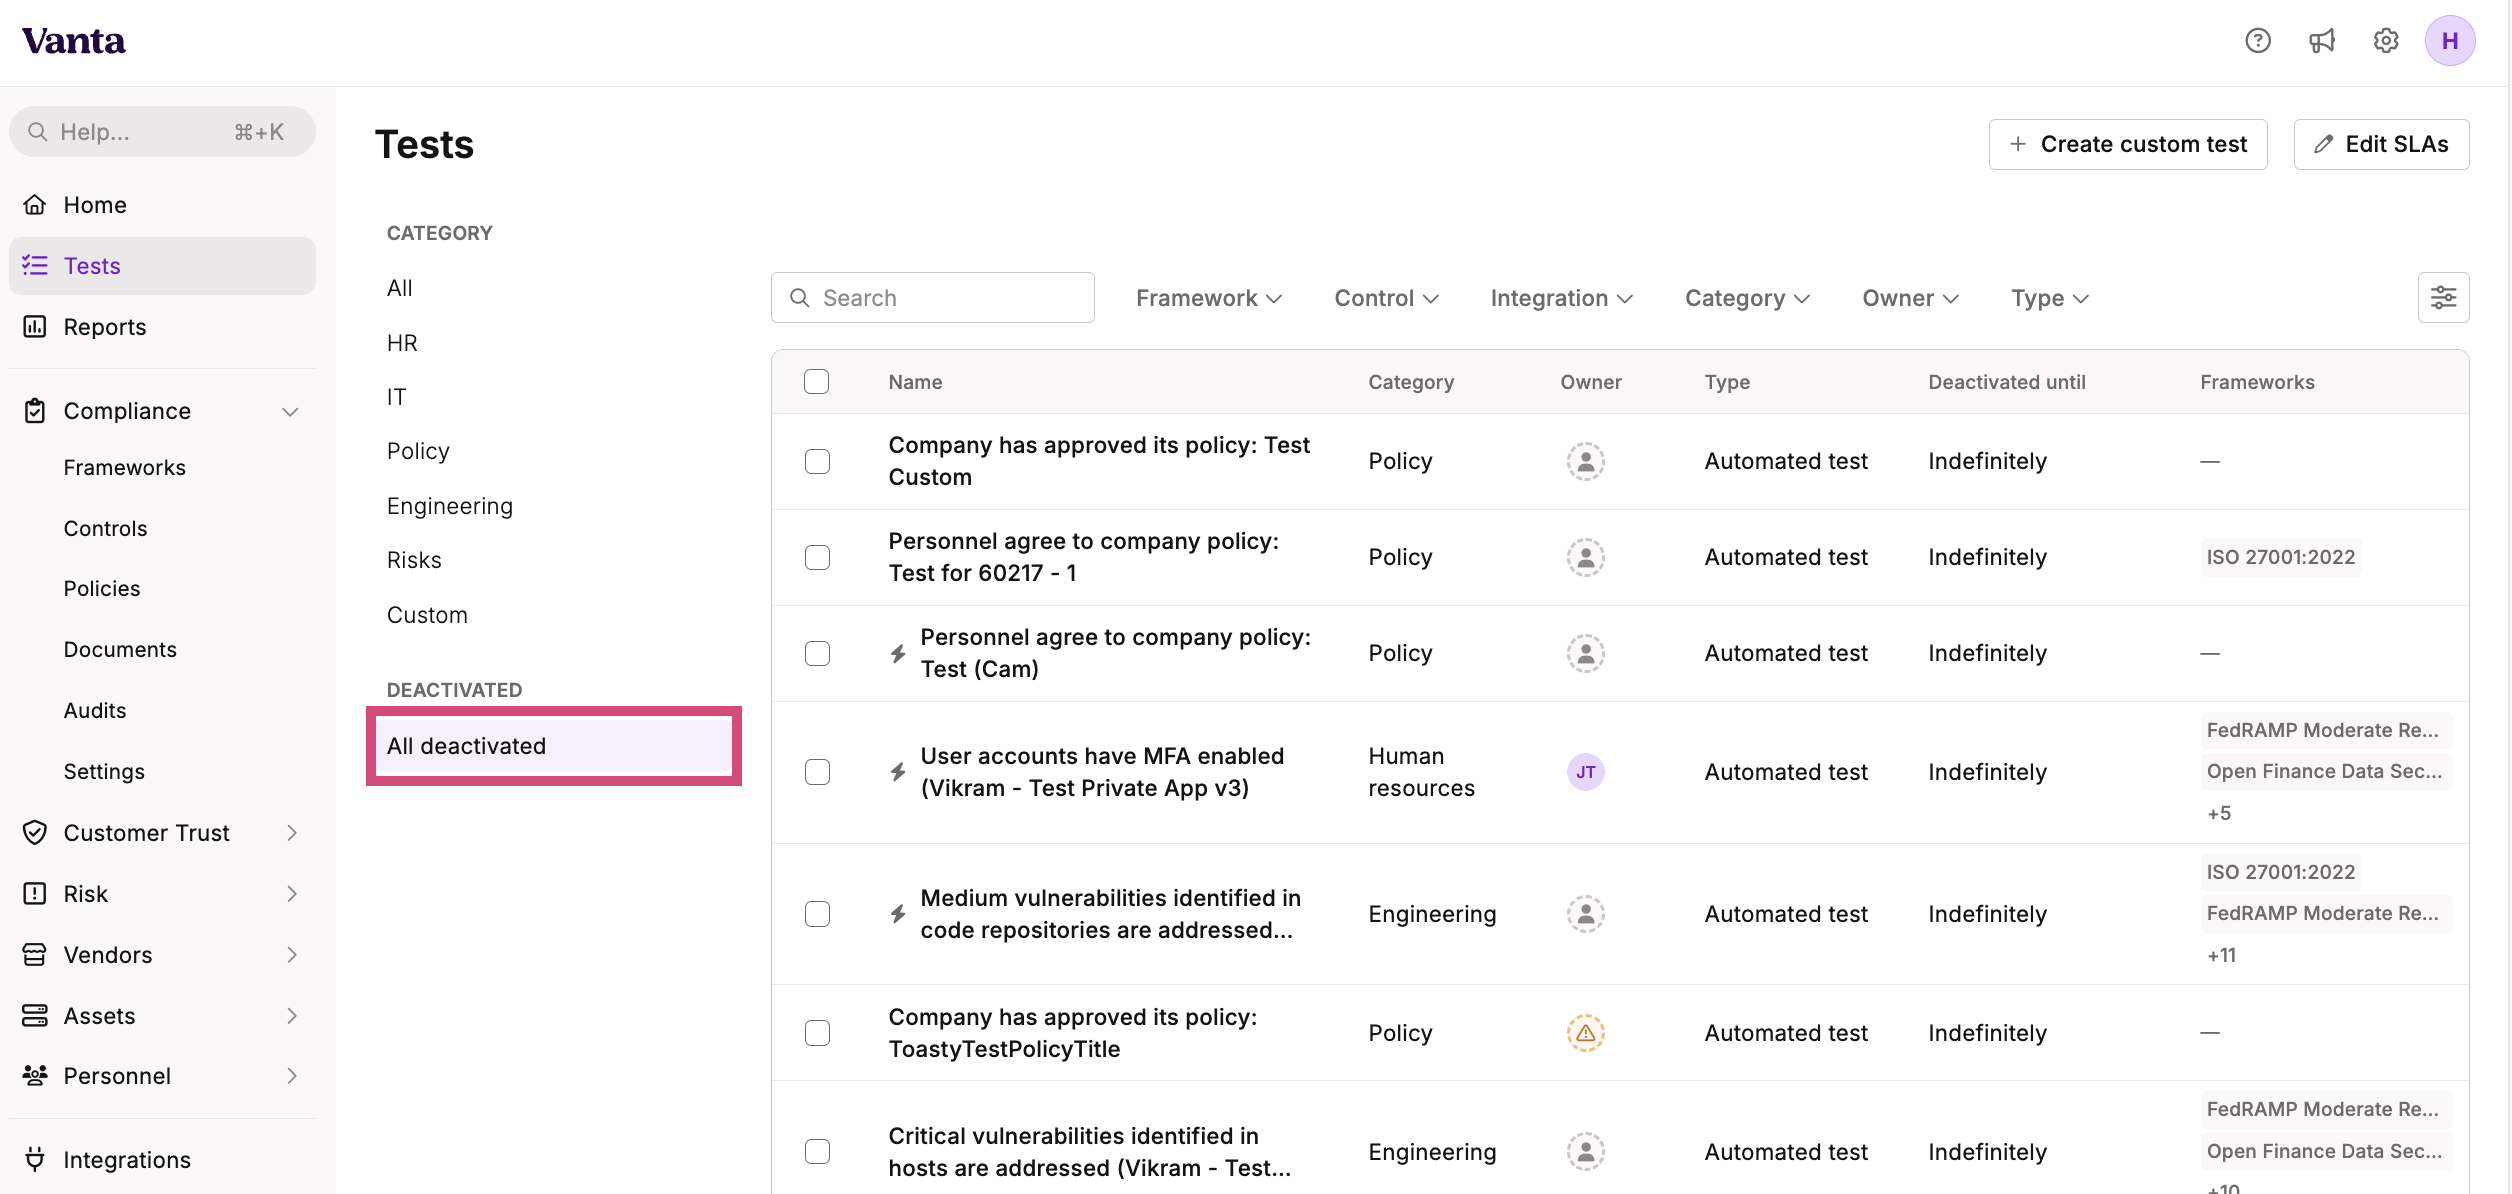 Vanta
H
Help...
⌘+K
Home
Tests
Reports
Compliance
Frameworks
Controls
Policies
Documents
Audits
Settings
Customer Trust
Risk
Vendors
Assets
Personnel
Integrations
Tests
Create custom test
Edit SLAs
CATEGORY
All
HR
IT
Policy
Engineering
Risks
Custom
DEACTIVATED
All deactivated
Search
Framework
Control
Integration
Category
Owner
Type
Name
Category
Owner
Type
Deactivated until
Frameworks
Company has approved its policy: Test
Custom
Policy
Automated test
Indefinitely
—
Personnel agree to company policy:
Test for 60217 - 1
Policy
Automated test
Indefinitely
ISO 27001:2022
Personnel agree to company policy:
Test (Cam)
Policy
Automated test
Indefinitely
—
User accounts have MFA enabled
(Vikram - Test Private App v3)
Human
resources
JT
Automated test
Indefinitely
FedRAMP Moderate Re...
Open Finance Data Sec...
+5
Medium vulnerabilities identified in
code repositories are addressed...
Engineering
Automated test
Indefinitely
ISO 27001:2022
FedRAMP Moderate Re...
+11
Company has approved its policy:
ToastyTestPolicyTitle
Policy
Automated test
Indefinitely
—
Critical vulnerabilities identified in
hosts are addressed (Vikram - Test...
Engineering
Automated test
Indefinitely
FedRAMP Moderate Re...
Open Finance Data Sec...
+10